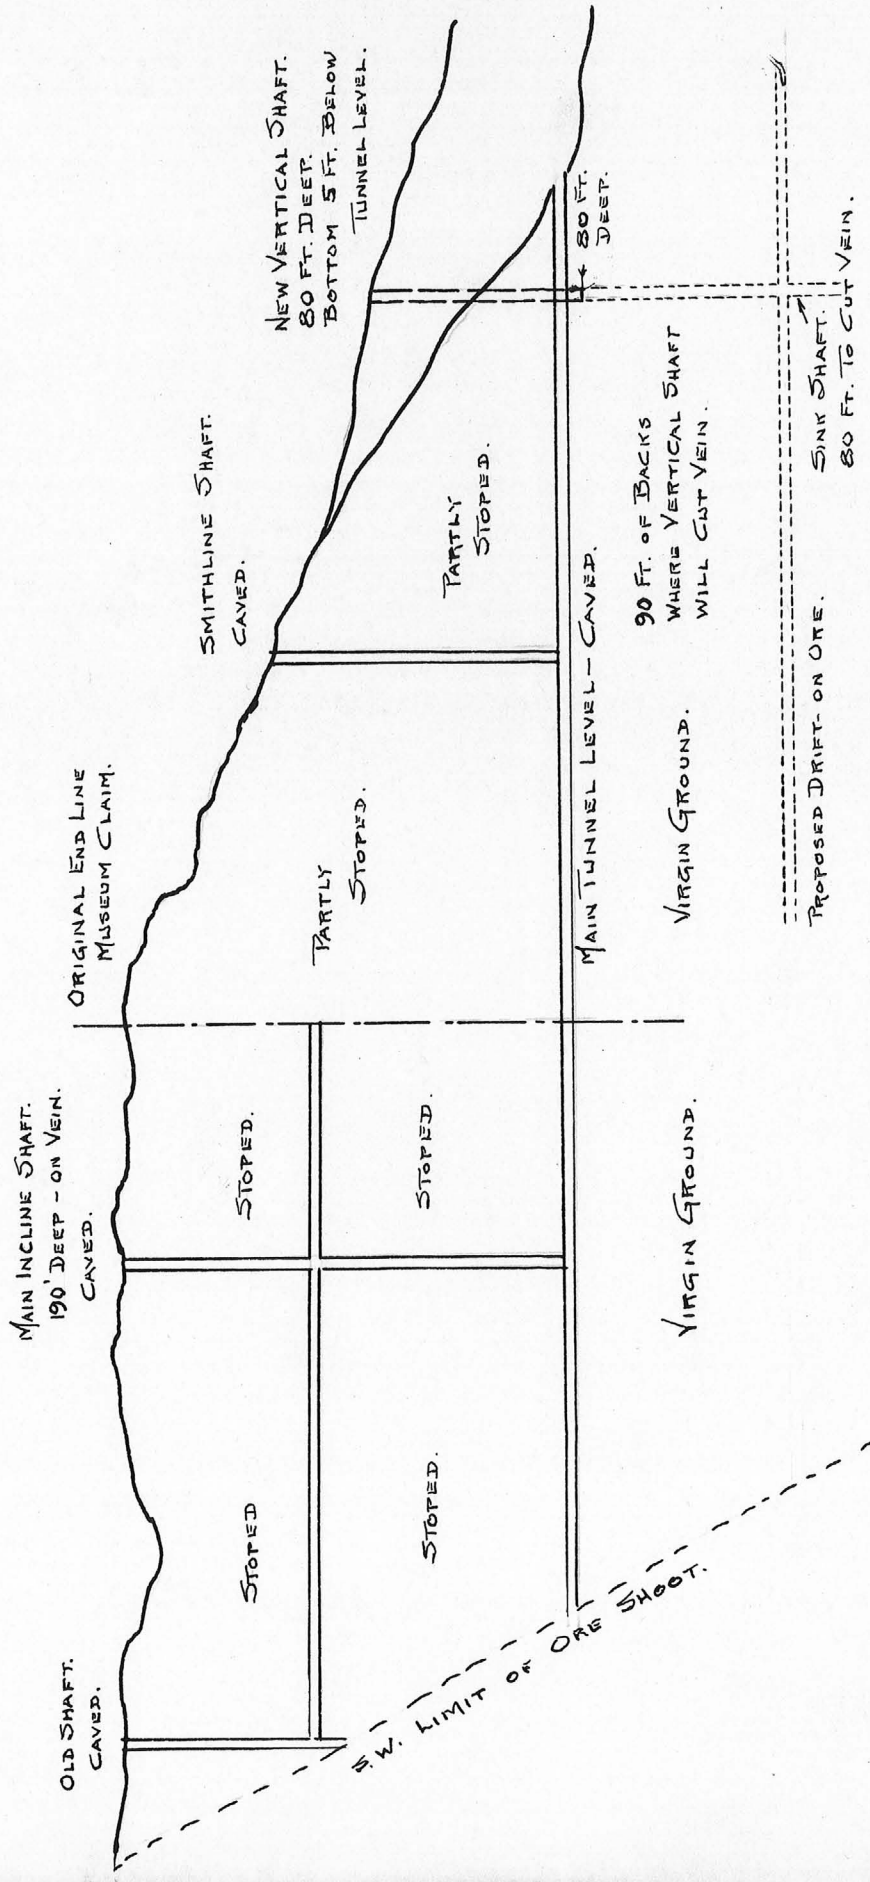 OLD SHAFT.
CAVED.
MAIN INCLINE SHAFT.
190' DEEP - ON VEIN.
CAVED.
ORIGINAL END LINE
MUSEUM CLAIM.
SMITHLINE SHAFT.
CAVED.
NEW VERTICAL SHAFT.
80 FT. DEEP.
BOTTOM 5 FT. BELOW
TUNNEL LEVEL.
STOPED
STOPED.
STOPED.
STOPED.
PARTLY
STOPED.
PARTLY
STOPED.
80 FT.
DEEP.
S.W. LIMIT OF ORE SHOOT.
MAIN TUNNEL LEVEL - CAVED.
90 FT. OF BACKS
WHERE VERTICAL SHAFT
WILL CUT VEIN.
VIRGIN GROUND.
VIRGIN GROUND.
PROPOSED DRIFT - ON ORE.
SINK SHAFT.
80 FT. TO CUT VEIN.